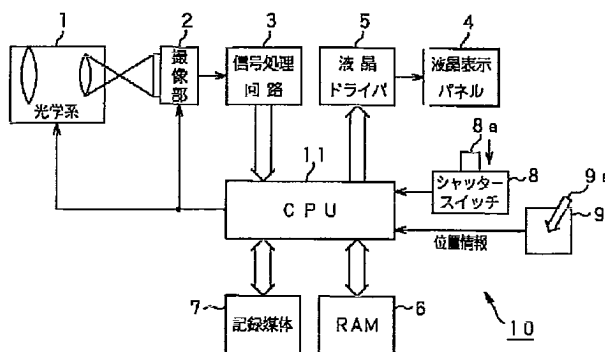 1
2
3
5
4
光学系
撮像部
信号処理
回路
液晶
ドライバ
液晶表示
パネル
8a
11
CPU
シャッター
スイッチ
8
9a
9
位置情報
7
記録媒体
RAM
6
10